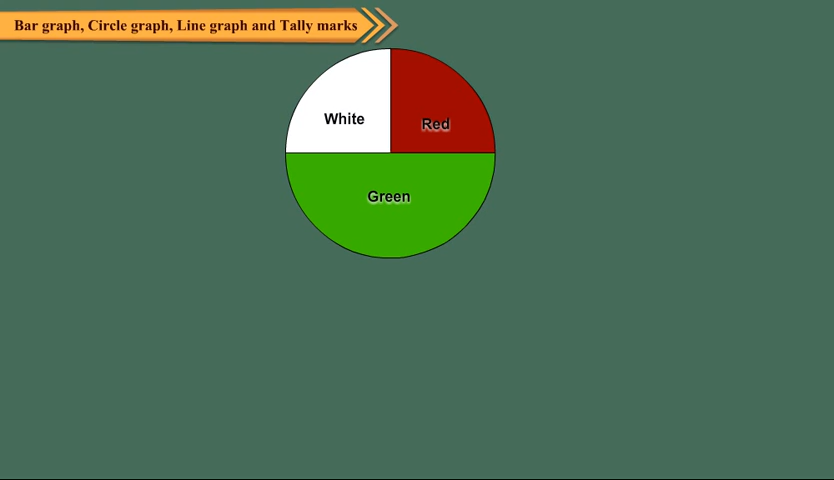 Bar graph, Circle graph, Line graph and Tally marks
White
Red
Green